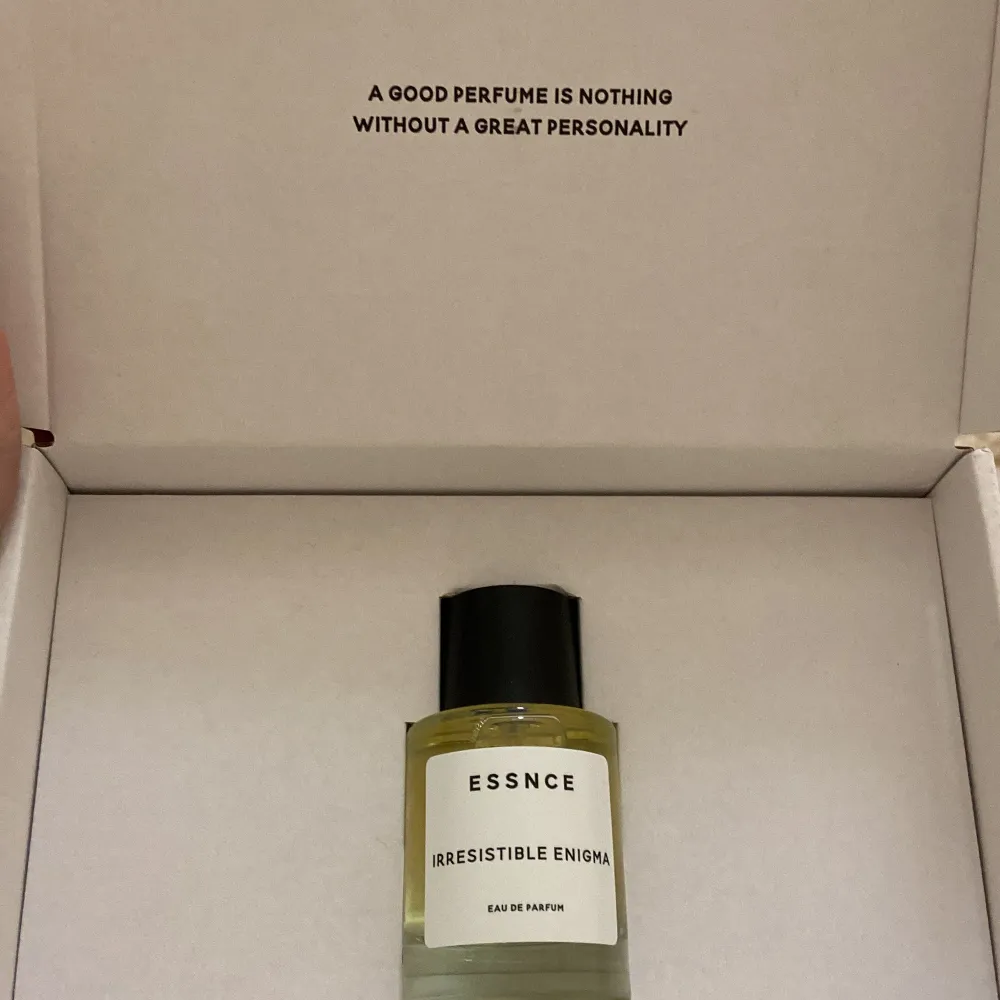 A GOOD PERFUME IS NOTHING
WITHOUT A GREAT PERSONALITY
ESSNCE
IRRESISTIBLE ENIGMA
EAU DE PARFUM